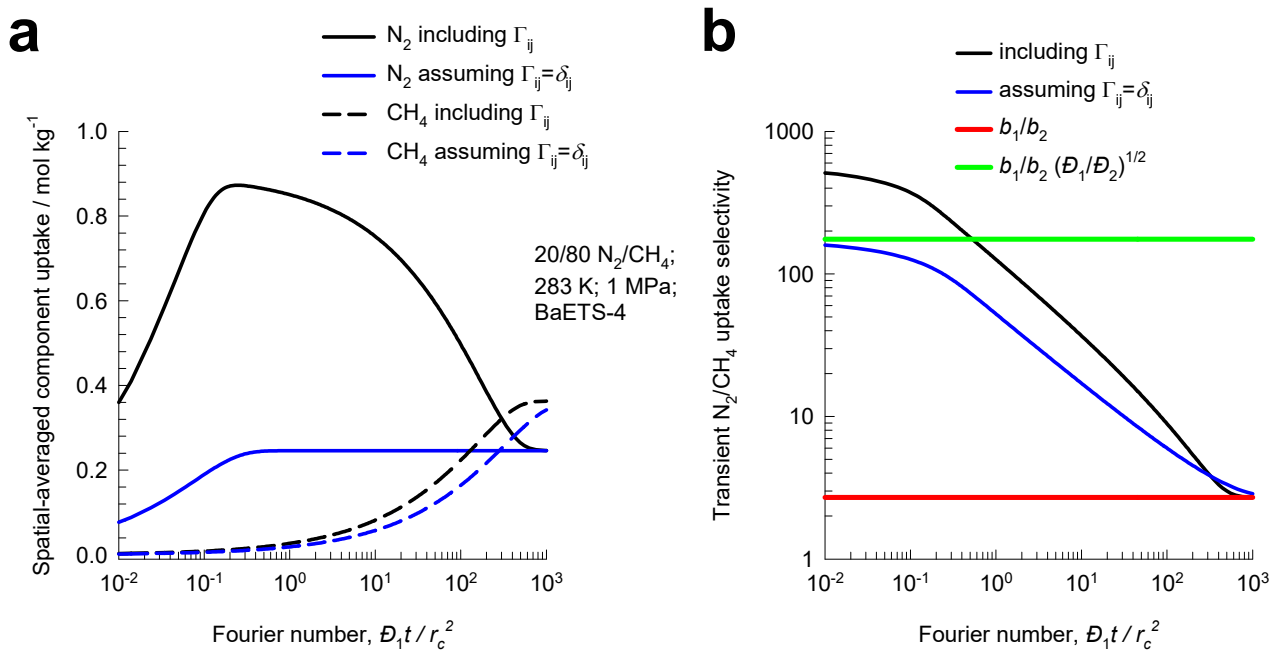 a
N₂ including Γᵢⱼ
N₂ assuming Γᵢⱼ=δᵢⱼ
CH₄ including Γᵢⱼ
CH₄ assuming Γᵢⱼ=δᵢⱼ
Spatial-averaged component uptake / mol kg⁻¹
1.0
0.8
0.6
0.4
0.2
0.0
20/80 N₂/CH₄;
283 K; 1 MPa;
BaETS-4
10⁻² 10⁻¹ 10⁰ 10¹ 10² 10³
Fourier number, Đ₁t / r_c²
b
including Γᵢⱼ
assuming Γᵢⱼ=δᵢⱼ
b₁/b₂
b₁/b₂ (Đ₁/Đ₂)¹/²
Transient N₂/CH₄ uptake selectivity
1000
100
10
1
10⁻² 10⁻¹ 10⁰ 10¹ 10² 10³
Fourier number, Đ₁t / r_c²